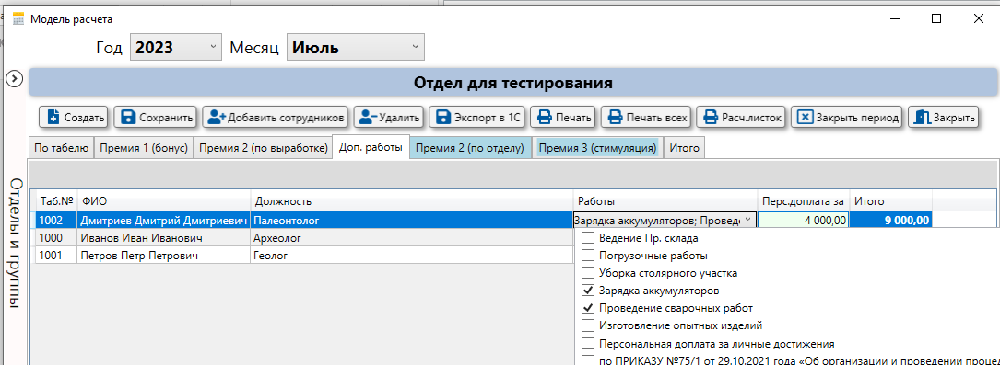 Модель расчета
Год 2023 Месяц Июль
Отдел для тестирования
Создать Сохранить Добавить сотрудников Удалить Экспорт в 1С Печать Печать всех Расч.листок Закрыть период Закрыть
По табелю Премия 1 (бонус) Премия 2 (по выработке) Доп. работы Премия 2 (по отделу) Премия 3 (стимуляция) Итого
Отделы и группы
Таб.№ ФИО Должность Работы Перс.доплата за Итого
1002 Дмитриев Дмитрий Дмитриевич Палеонтолог Зарядка аккумуляторов; Провед 4 000,00 9 000,00
1000 Иванов Иван Иванович Археолог
1001 Петров Петр Петрович Геолог
Ведение Пр. склада
Погрузочные работы
Уборка столярного участка
Зарядка аккумуляторов
Проведение сварочных работ
Изготовление опытных изделий
Персональная доплата за личные достижения
по ПРИКАЗУ №75/1 от 29.10.2021 года «Об организации и проведении процед